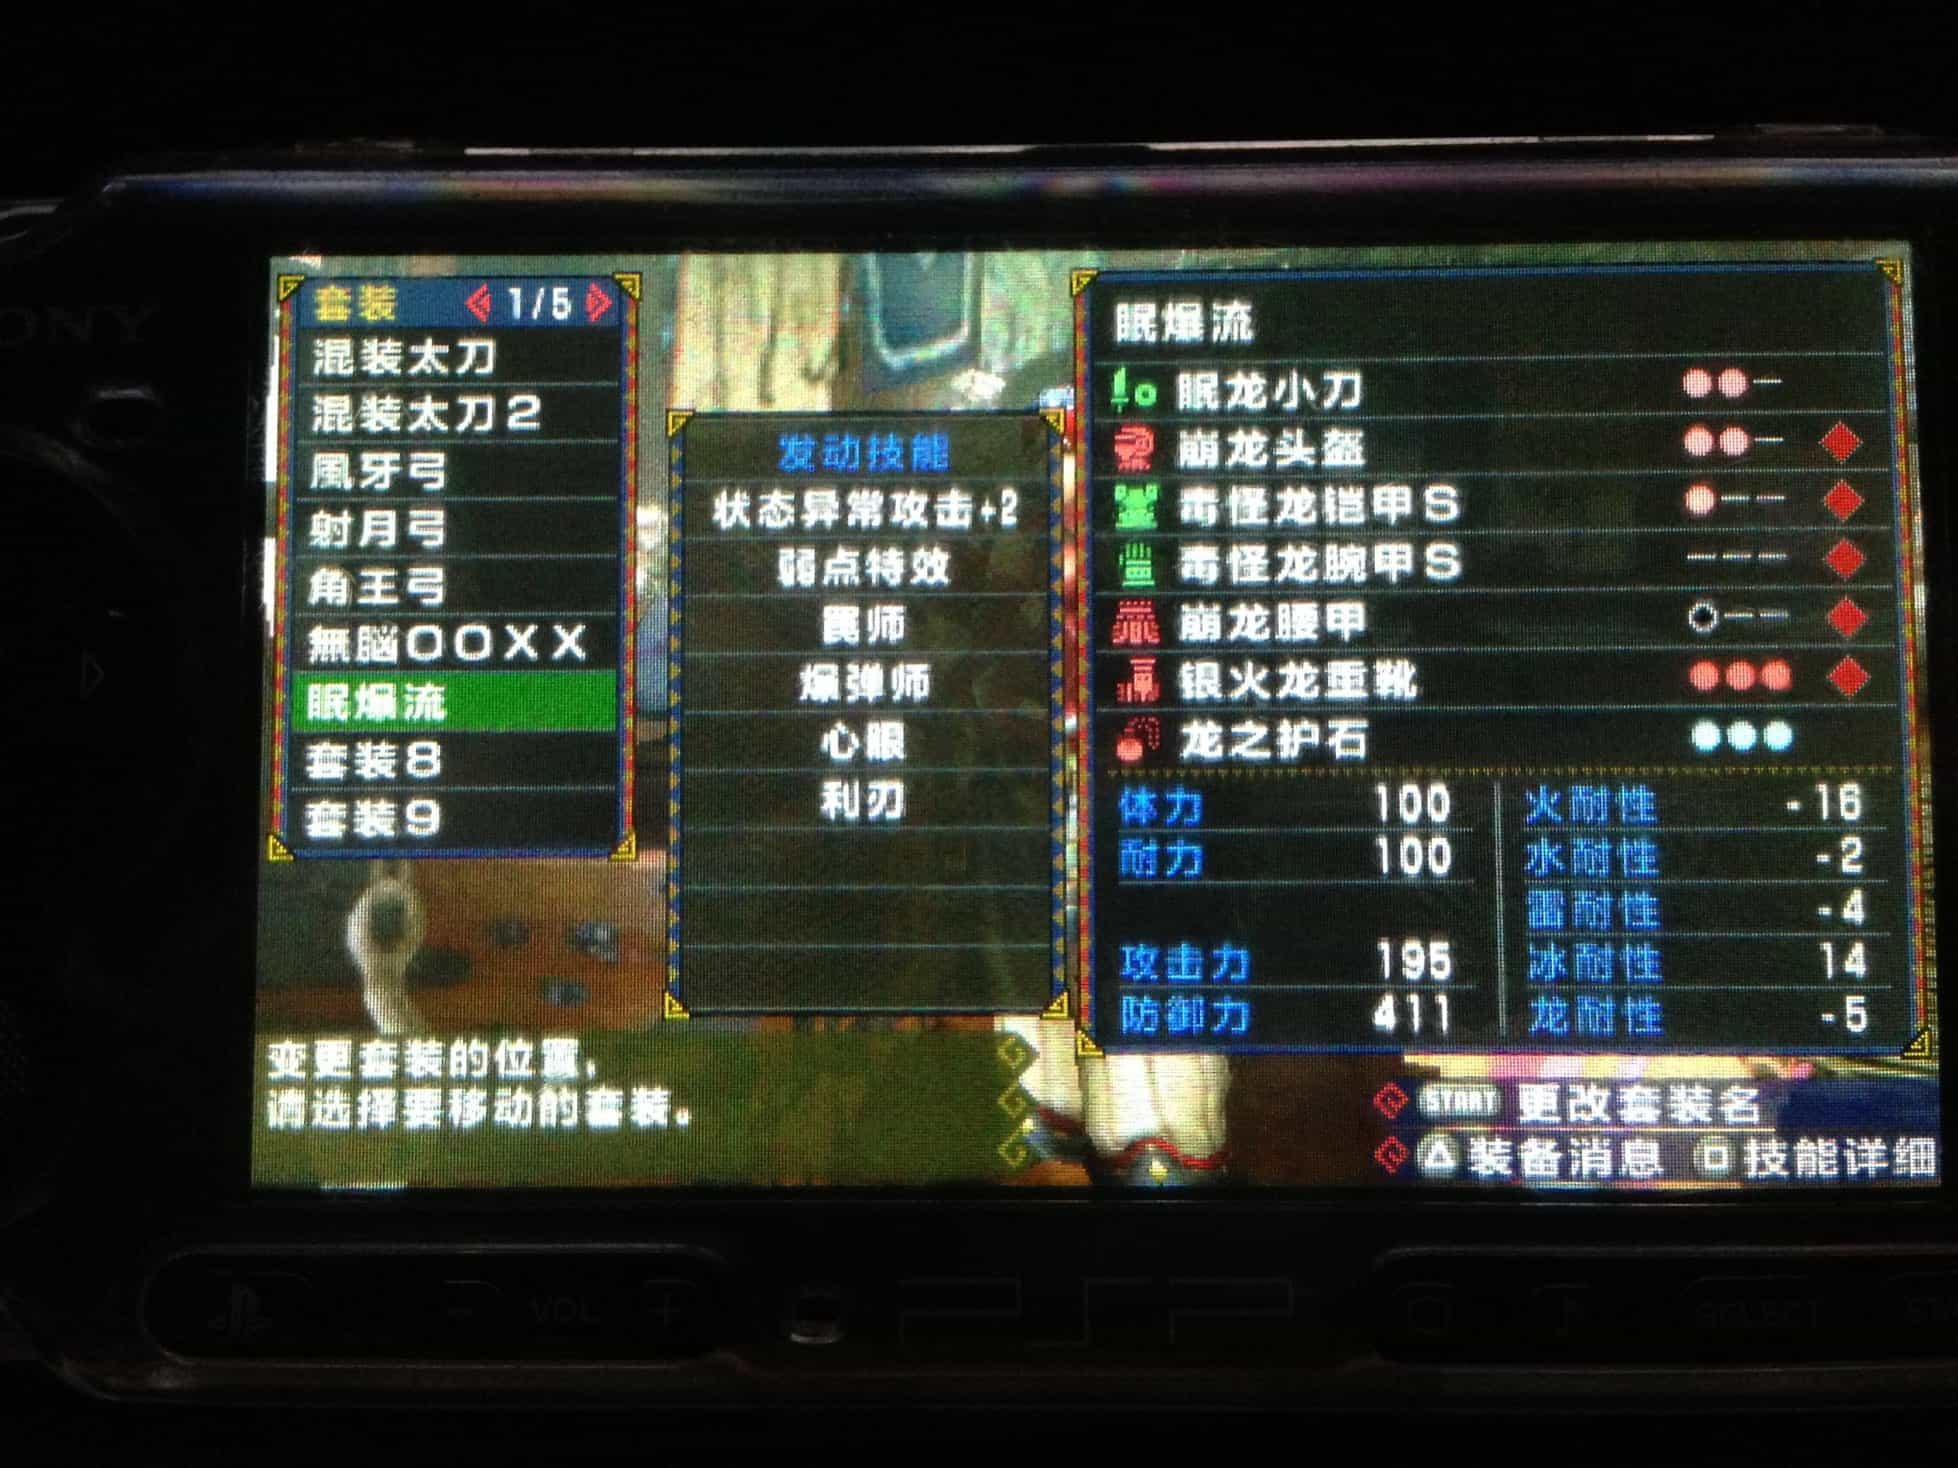 ONY
套装 1/5
混装太刀
混装太刀2
風牙弓
射月弓
角王弓
無脳OOXX
眠爆流
套装8
套装9
发动技能
状态异常攻击+2
弱点特效
罠师
爆弹师
心眼
利刃
眠爆流
眠龙小刀
崩龙头盔
毒怪龙铠甲S
毒怪龙腕甲S
崩龙腰甲
银火龙重靴
龙之护石
体力 100
耐力 100
攻击力 195
防御力 411
火耐性 -16
水耐性 -2
雷耐性 -4
冰耐性 14
龙耐性 -5
变更套装的位置,
请选择要移动的套装。
START 更改套装名
装备消息 技能详细
- VOL +
PSP
SELECT ST